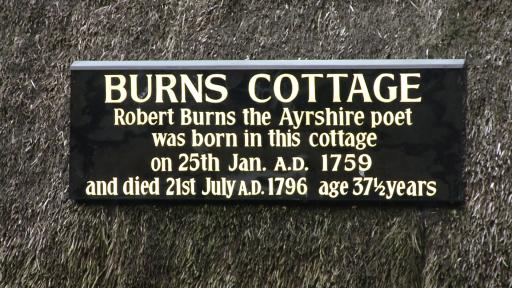 BURNS COTTAGE
Robert Burns the Ayrshire poet
was born in this cottage
on 25th Jan. A.D. 1759
and died 21st July A.D. 1796 age 37½ years